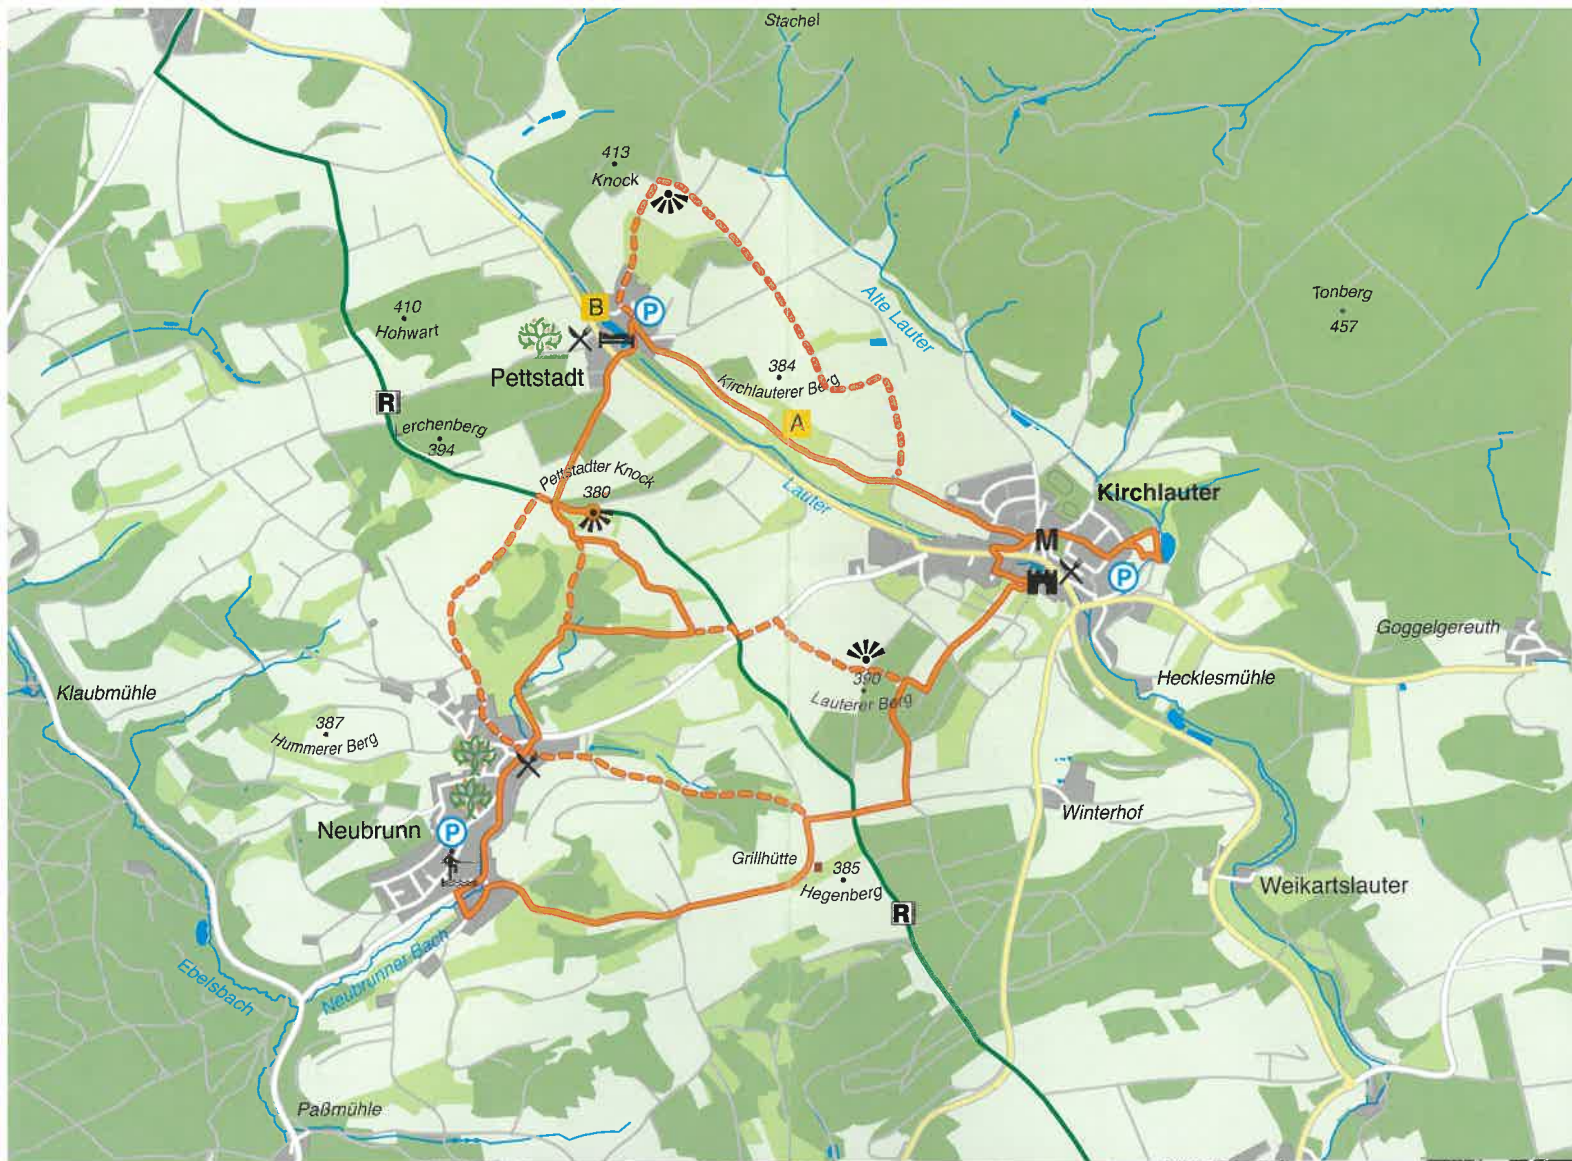 Stachel
413
Knock
B
P
410
Hohwart
Alte Lauter
Tonberg
457
Pettstadt
384
Kirchlauterer Berg
R
A
Lerchenberg
394
Pettstadter Knock
380
Lauter
Kirchlauter
M
P
Goggelgereuth
Klaubmühle
Hecklesmühle
390
Lauterer Berg
387
Hummerer Berg
Winterhof
Neubrunn
P
Grillhütte
385
Hegenberg
Weikartslauter
R
Ebelsbach
Neubrunner Bach
Paßmühle